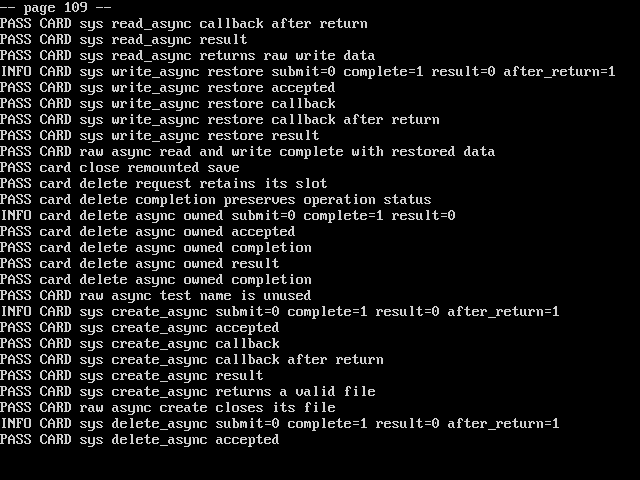 -- page 109 --
PASS CARD sys read_async callback after return
PASS CARD sys read_async result
PASS CARD sys read_async returns raw write data
INFO CARD sys write_async restore submit=0 complete=1 result=0 after_return=1
PASS CARD sys write_async restore accepted
PASS CARD sys write_async restore callback
PASS CARD sys write_async restore callback after return
PASS CARD sys write_async restore result
PASS CARD raw async read and write complete with restored data
PASS card close remounted save
PASS card delete request retains its slot
PASS card delete completion preserves operation status
INFO card delete async owned submit=0 complete=1 result=0
PASS card delete async owned accepted
PASS card delete async owned completion
PASS card delete async owned result
PASS card delete async owned completion
PASS CARD raw async test name is unused
INFO CARD sys create_async submit=0 complete=1 result=0 after_return=1
PASS CARD sys create_async accepted
PASS CARD sys create_async callback
PASS CARD sys create_async callback after return
PASS CARD sys create_async result
PASS CARD sys create_async returns a valid file
PASS CARD raw async create closes its file
INFO CARD sys delete_async submit=0 complete=1 result=0 after_return=1
PASS CARD sys delete_async accepted